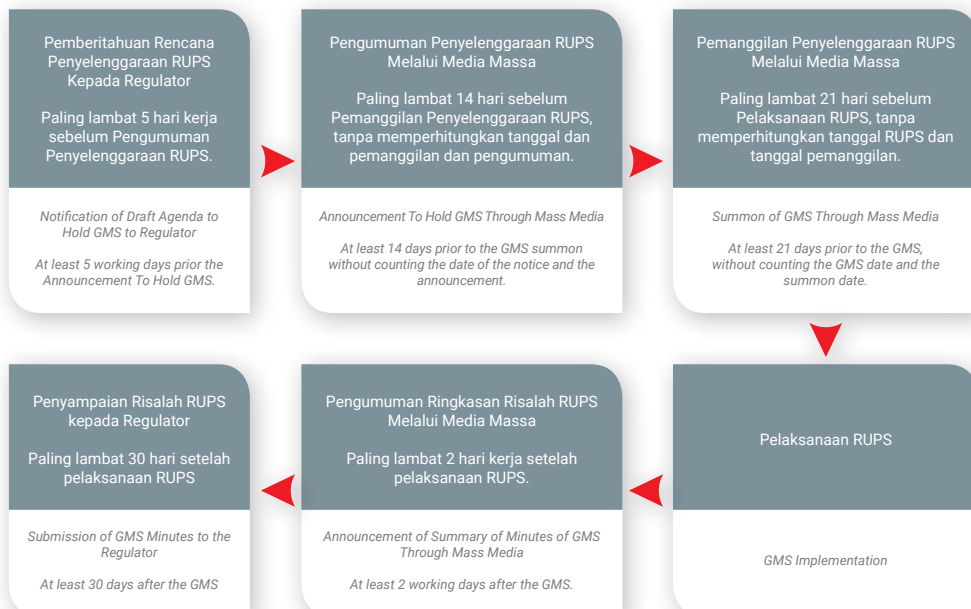 Pemberitahuan Rencana
Penyelenggaraan RUPS
Kepada Regulator
Paling lambat 5 hari kerja
sebelum Pengumuman
Penyelenggaraan RUPS.
Notification of Draft Agenda to
Hold GMS to Regulator
At least 5 working days prior the
Announcement To Hold GMS.
Pengumuman Penyelenggaraan RUPS
Melalui Media Massa
Paling lambat 14 hari sebelum
Pemanggilan Penyelenggaraan RUPS,
tanpa memperhitungkan tanggal dan
pemanggilan dan pengumuman.
Announcement To Hold GMS Through Mass Media
At least 14 days prior to the GMS summon
without counting the date of the notice and the
announcement.
Pemanggilan Penyelenggaraan RUPS
Melalui Media Massa
Paling lambat 21 hari sebelum
Pelaksanaan RUPS, tanpa
memperhitungkan tanggal RUPS dan
tanggal pemanggilan.
Summon of GMS Through Mass Media
At least 21 days prior to the GMS,
without counting the GMS date and the
summon date.
Pelaksanaan RUPS
GMS Implementation
Pengumuman Ringkasan Risalah RUPS
Melalui Media Massa
Paling lambat 2 hari kerja setelah
pelaksanaan RUPS.
Announcement of Summary of Minutes of GMS
Through Mass Media
At least 2 working days after the GMS.
Penyampaian Risalah RUPS
kepada Regulator
Paling lambat 30 hari setelah
pelaksanaan RUPS
Submission of GMS Minutes to the
Regulator
At least 30 days after the GMS